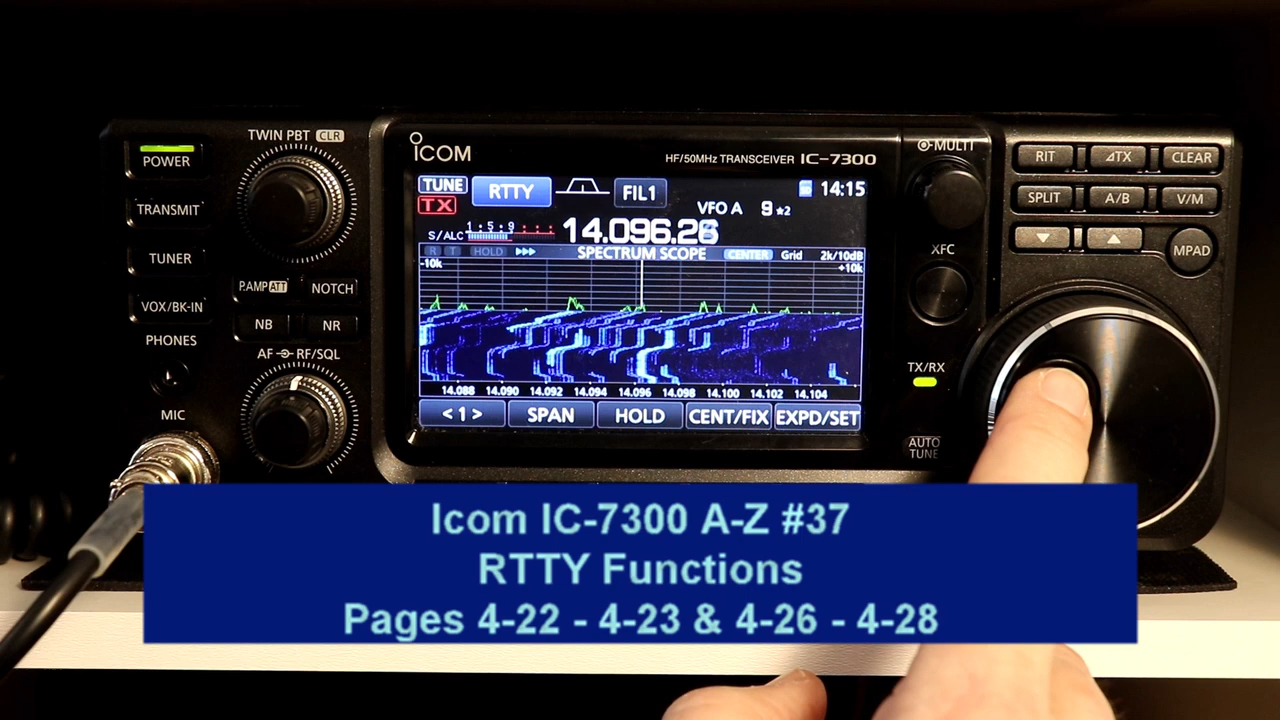 TWIN PBT CLR
POWER
TRANSMIT
TUNER
VOX/BK-IN
PHONES
MIC
P.AMP ATT
NOTCH
NB
NR
AF RF/SQL
ICOM
HF/50MHz TRANSCEIVER IC-7300
TUNE
RTTY
FIL1
14:15
TX
VFO A
9 ★2
S/ALC
1 5 9
14.096.26
R T HOLD
SPECTRUM SCOPE
CENTER
Grid
2k/10dB
-10k
+10k
14.088 14.090 14.092 14.094 14.096 14.098 14.100 14.102 14.104
< 1 >
SPAN
HOLD
CENT/FIX
EXPD/SET
MULTI
XFC
TX/RX
AUTO
TUNE
RIT
⊿TX
CLEAR
SPLIT
A/B
V/M
MPAD
Icom IC-7300 A-Z #37
RTTY Functions
Pages 4-22 - 4-23 & 4-26 - 4-28